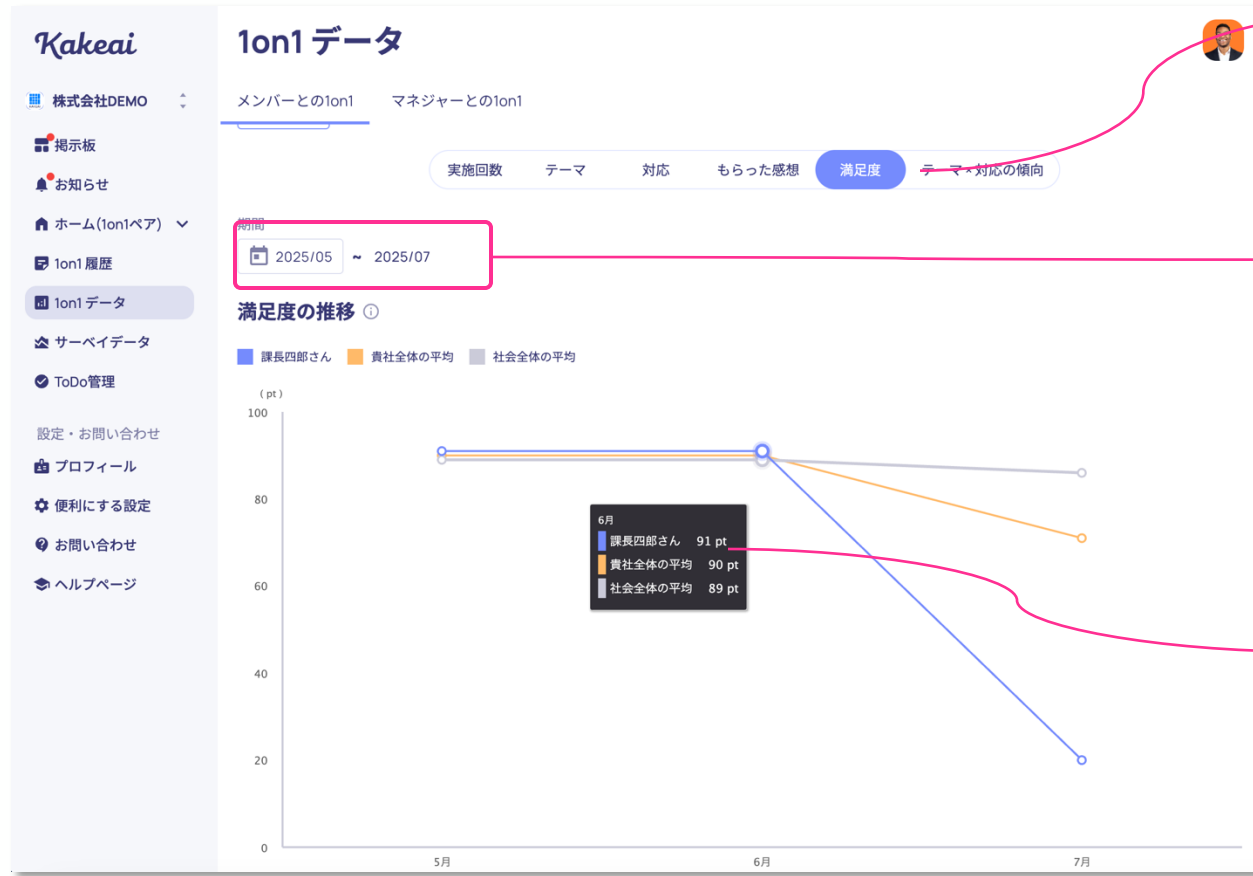 Kakeai
株式会社DEMO
掲示板
お知らせ
ホーム(1on1ペア)
1on1 履歴
1on1 データ
サーベイデータ
ToDo管理
設定・お問い合わせ
プロフィール
便利にする設定
お問い合わせ
ヘルプページ
1on1 データ
メンバーとの1on1 マネジャーとの1on1
実施回数 テーマ 対応 もらった感想 満足度 テーマ×対応の傾向
期間
2025/05 ~ 2025/07
満足度の推移
課長四郎さん 貴社全体の平均 社会全体の平均
(pt)
100
80
60
40
20
0
6月
課長四郎さん 91 pt
貴社全体の平均 90 pt
社会全体の平均 89 pt
5月 6月 7月